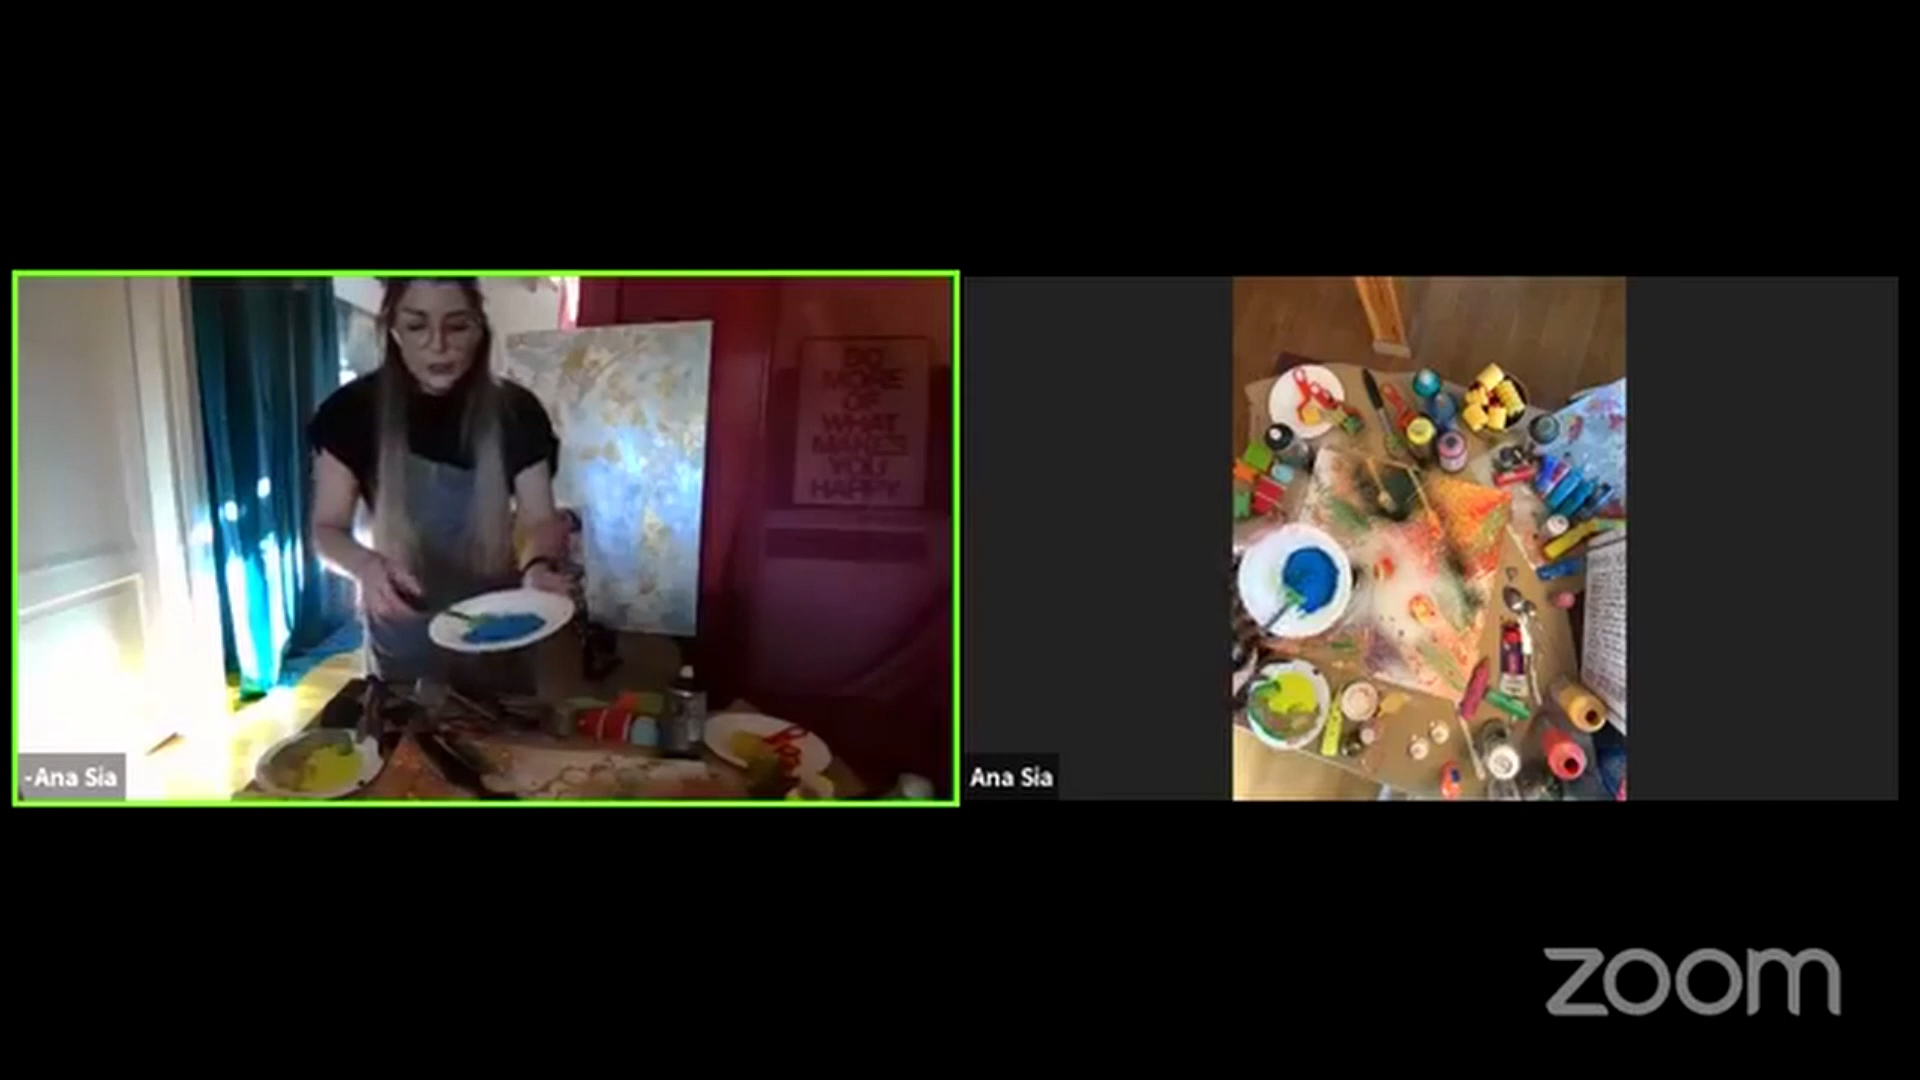 DO
MORE
OF
WHAT
MAKES
YOU
HAPPY
-Ana Sia
Ana Sia
zoom